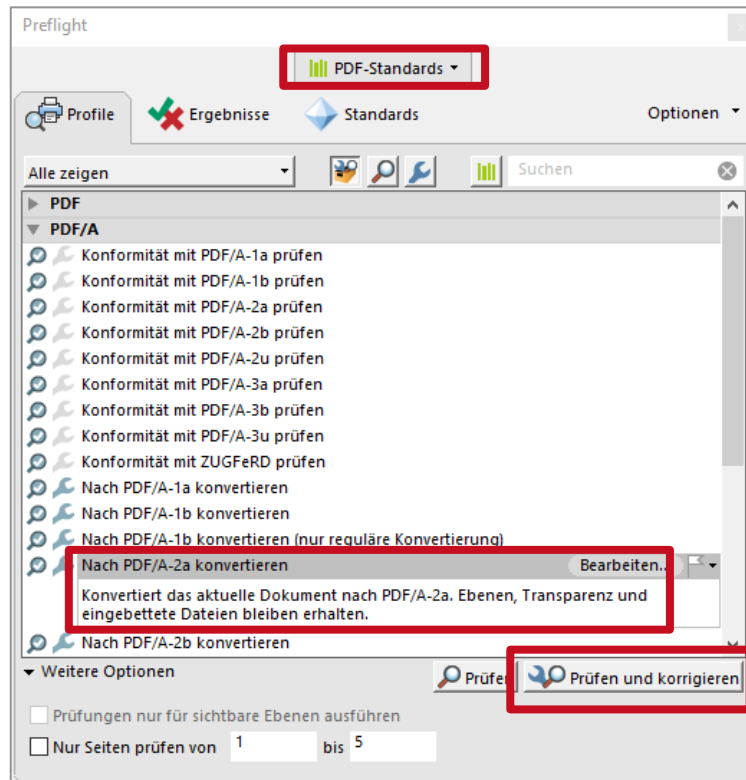 Preflight
PDF-Standards
Profile
Ergebnisse
Standards
Optionen
Alle zeigen
Suchen
PDF
PDF/A
Konformität mit PDF/A-1a prüfen
Konformität mit PDF/A-1b prüfen
Konformität mit PDF/A-2a prüfen
Konformität mit PDF/A-2b prüfen
Konformität mit PDF/A-2u prüfen
Konformität mit PDF/A-3a prüfen
Konformität mit PDF/A-3b prüfen
Konformität mit PDF/A-3u prüfen
Konformität mit ZUGFeRD prüfen
Nach PDF/A-1a konvertieren
Nach PDF/A-1b konvertieren
Nach PDF/A-1b konvertieren (nur reguläre Konvertierung)
Nach PDF/A-2a konvertieren Bearbeiten...
Konvertiert das aktuelle Dokument nach PDF/A-2a. Ebenen, Transparenz und
eingebettete Dateien bleiben erhalten.
Nach PDF/A-2b konvertieren
Weitere Optionen
Prüfen
Prüfen und korrigieren
Prüfungen nur für sichtbare Ebenen ausführen
Nur Seiten prüfen von 1 bis 5